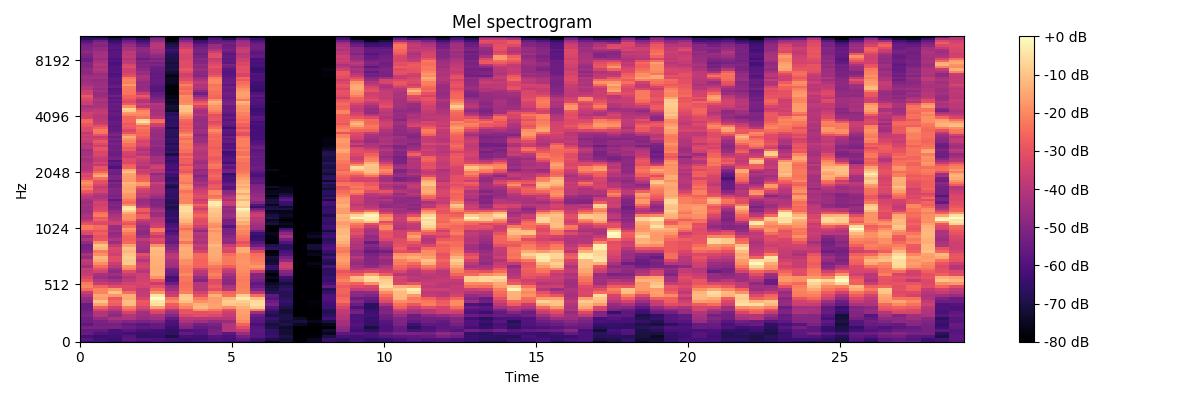 Mel spectrogram
8192
4096
2048
1024
512
0
Hz
0
5
10
15
20
25
Time
+0 dB
-10 dB
-20 dB
-30 dB
-40 dB
-50 dB
-60 dB
-70 dB
-80 dB